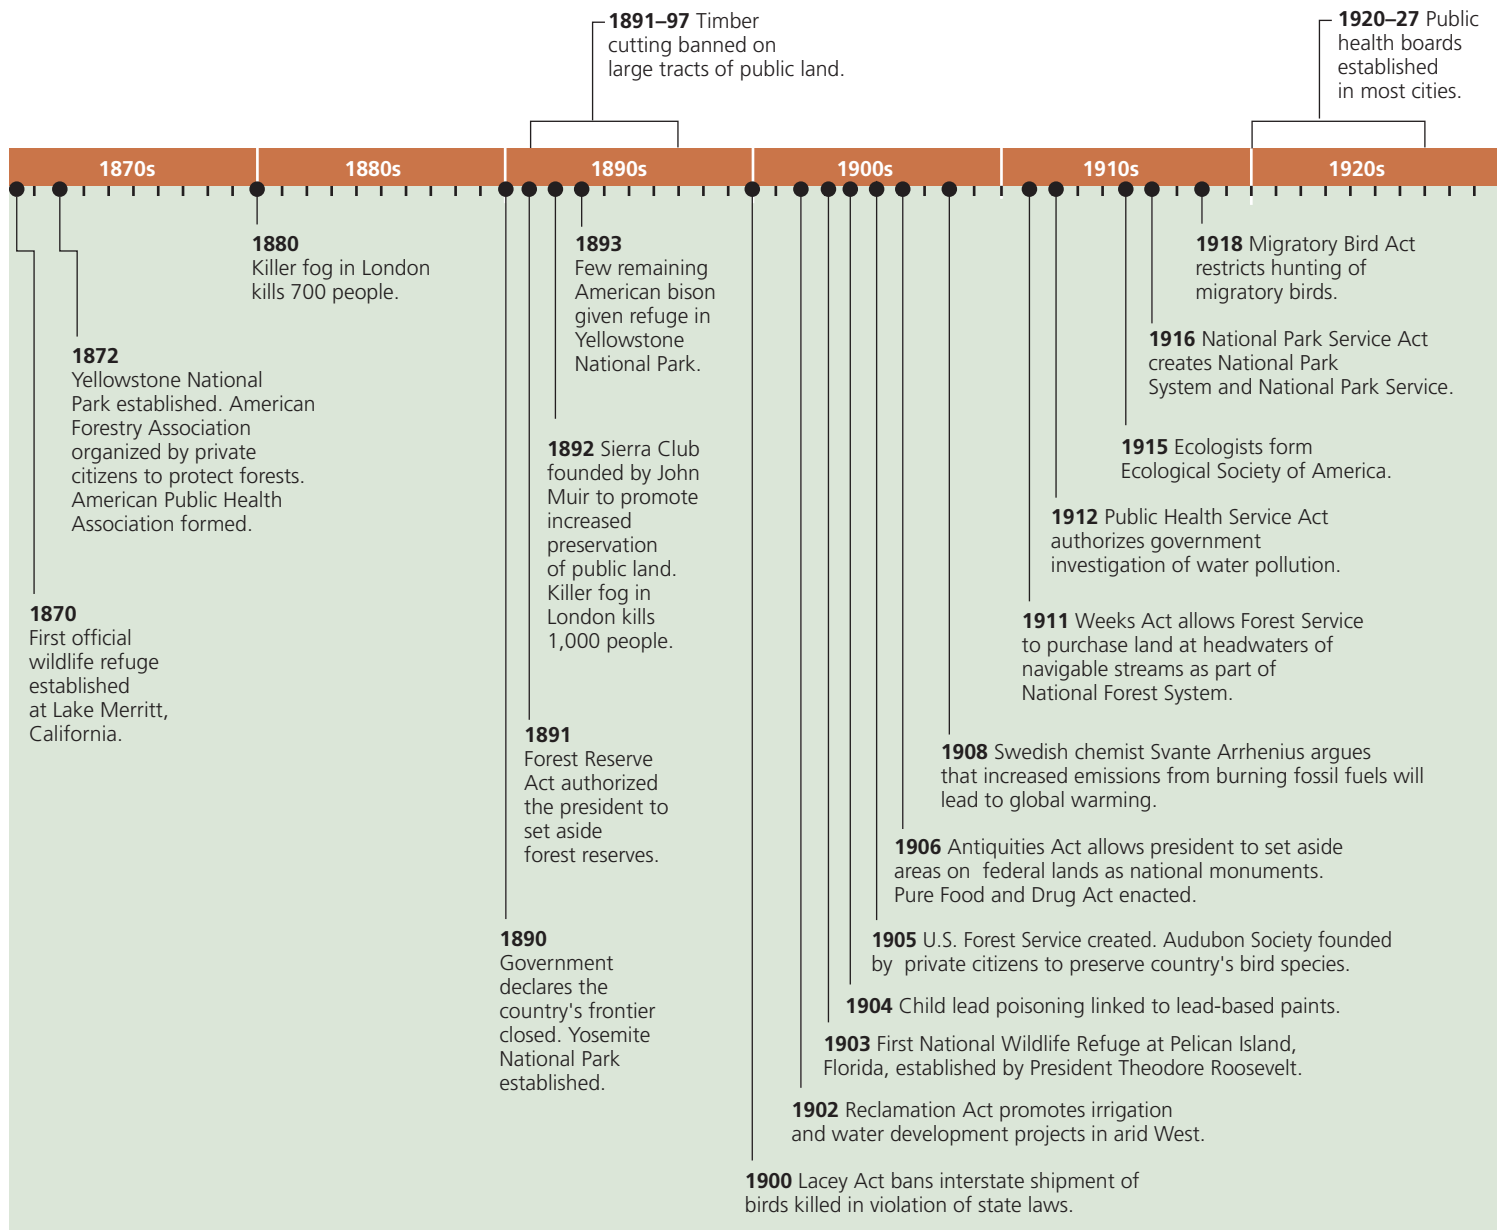 1891–97 Timber
cutting banned on
large tracts of public land.
1920–27 Public
health boards
established
in most cities.
1870s
1880s
1890s
1900s
1910s
1920s
1870
First official
wildlife refuge
established
at Lake Merritt,
California.
1872
Yellowstone National
Park established. American
Forestry Association
organized by private
citizens to protect forests.
American Public Health
Association formed.
1880
Killer fog in London
kills 700 people.
1890
Government
declares the
country's frontier
closed. Yosemite
National Park
established.
1891
Forest Reserve
Act authorized
the president to
set aside
forest reserves.
1892 Sierra Club
founded by John
Muir to promote
increased
preservation
of public land.
Killer fog in
London kills
1,000 people.
1893
Few remaining
American bison
given refuge in
Yellowstone
National Park.
1900 Lacey Act bans interstate shipment of
birds killed in violation of state laws.
1902 Reclamation Act promotes irrigation
and water development projects in arid West.
1903 First National Wildlife Refuge at Pelican Island,
Florida, established by President Theodore Roosevelt.
1904 Child lead poisoning linked to lead-based paints.
1905 U.S. Forest Service created. Audubon Society founded
by private citizens to preserve country's bird species.
1906 Antiquities Act allows president to set aside
areas on federal lands as national monuments.
Pure Food and Drug Act enacted.
1908 Swedish chemist Svante Arrhenius argues
that increased emissions from burning fossil fuels will
lead to global warming.
1911 Weeks Act allows Forest Service
to purchase land at headwaters of
navigable streams as part of
National Forest System.
1912 Public Health Service Act
authorizes government
investigation of water pollution.
1915 Ecologists form
Ecological Society of America.
1916 National Park Service Act
creates National Park
System and National Park Service.
1918 Migratory Bird Act
restricts hunting of
migratory birds.